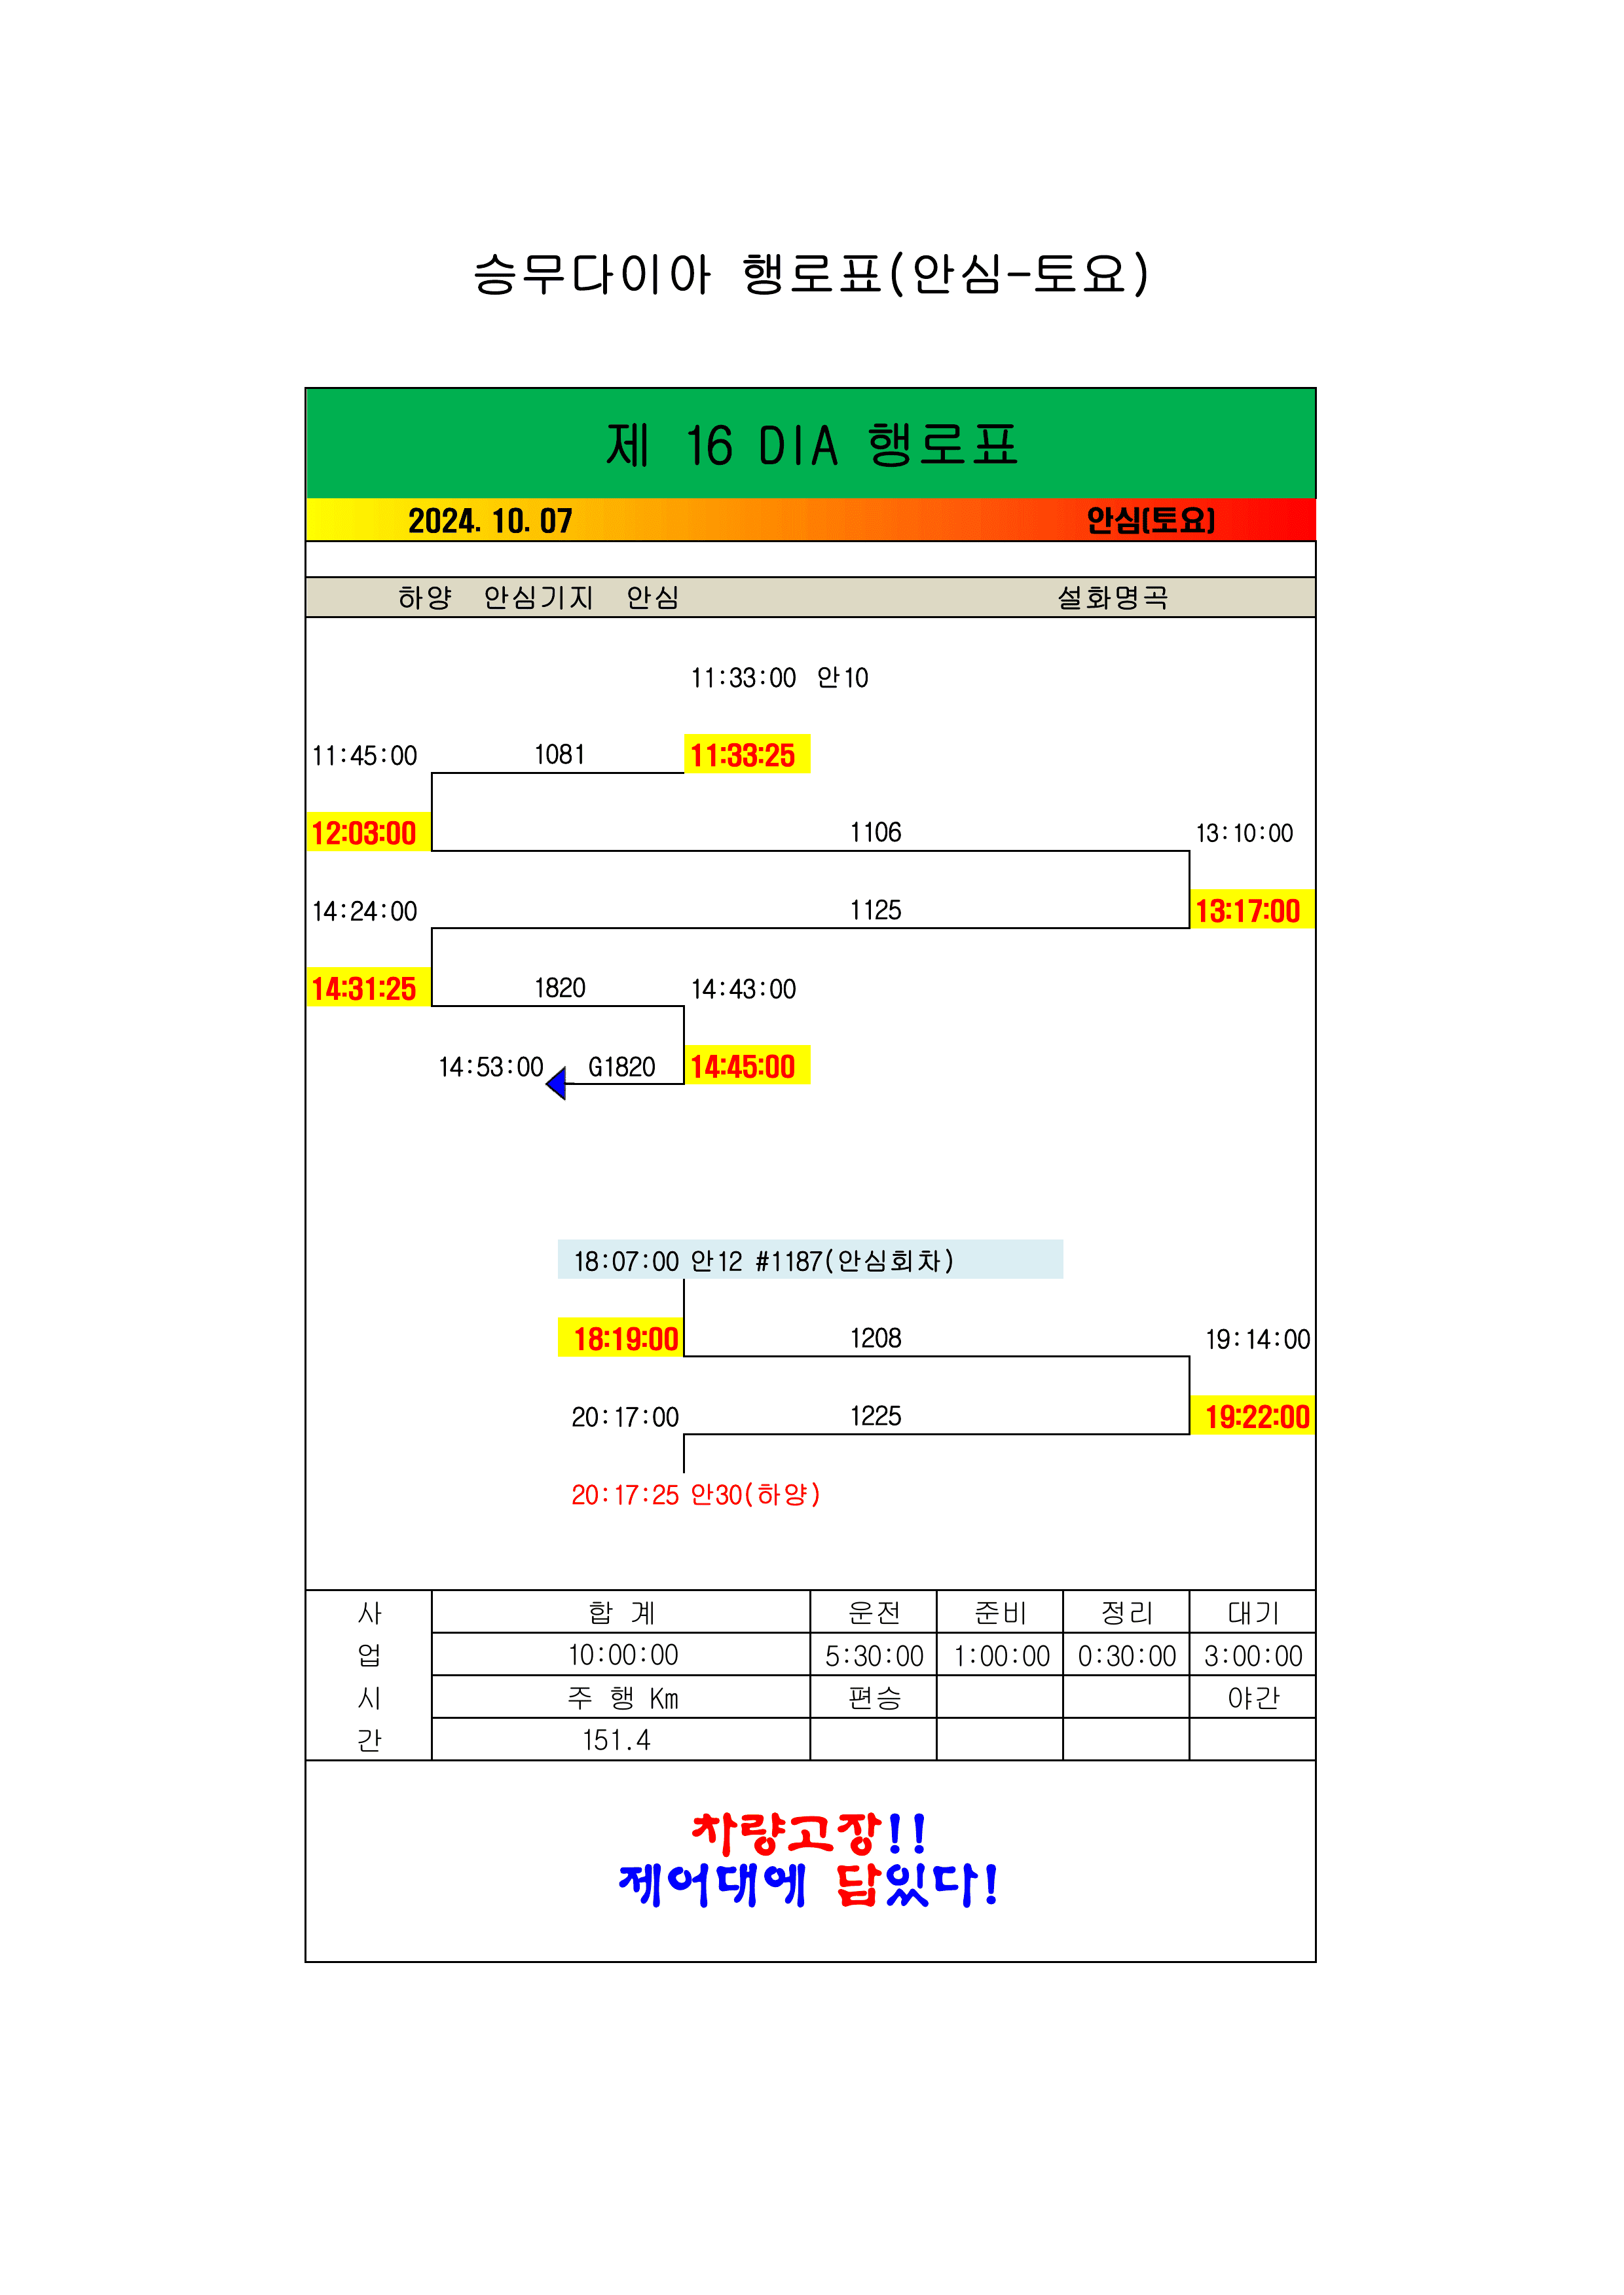 승무다이아 행로표(안심-토요)
제 16 DIA 행로표
2024. 10. 07 안심(토요)
하양 안심기지 안심 설화명곡
11:33:00 안10
11:45:00 1081 11:33:25
12:03:00 1106 13:10:00
14:24:00 1125 13:17:00
14:31:25 1820 14:43:00
14:53:00 G1820 14:45:00
18:07:00 안12 #1187(안심회차)
18:19:00 1208 19:14:00
20:17:00 1225 19:22:00
20:17:25 안30(하양)
사 합 계 운전 준비 정리 대기
업 10:00:00 5:30:00 1:00:00 0:30:00 3:00:00
시 주 행 Km 편승 야간
간 151.4
차량고장!!
제어대에 답있다!